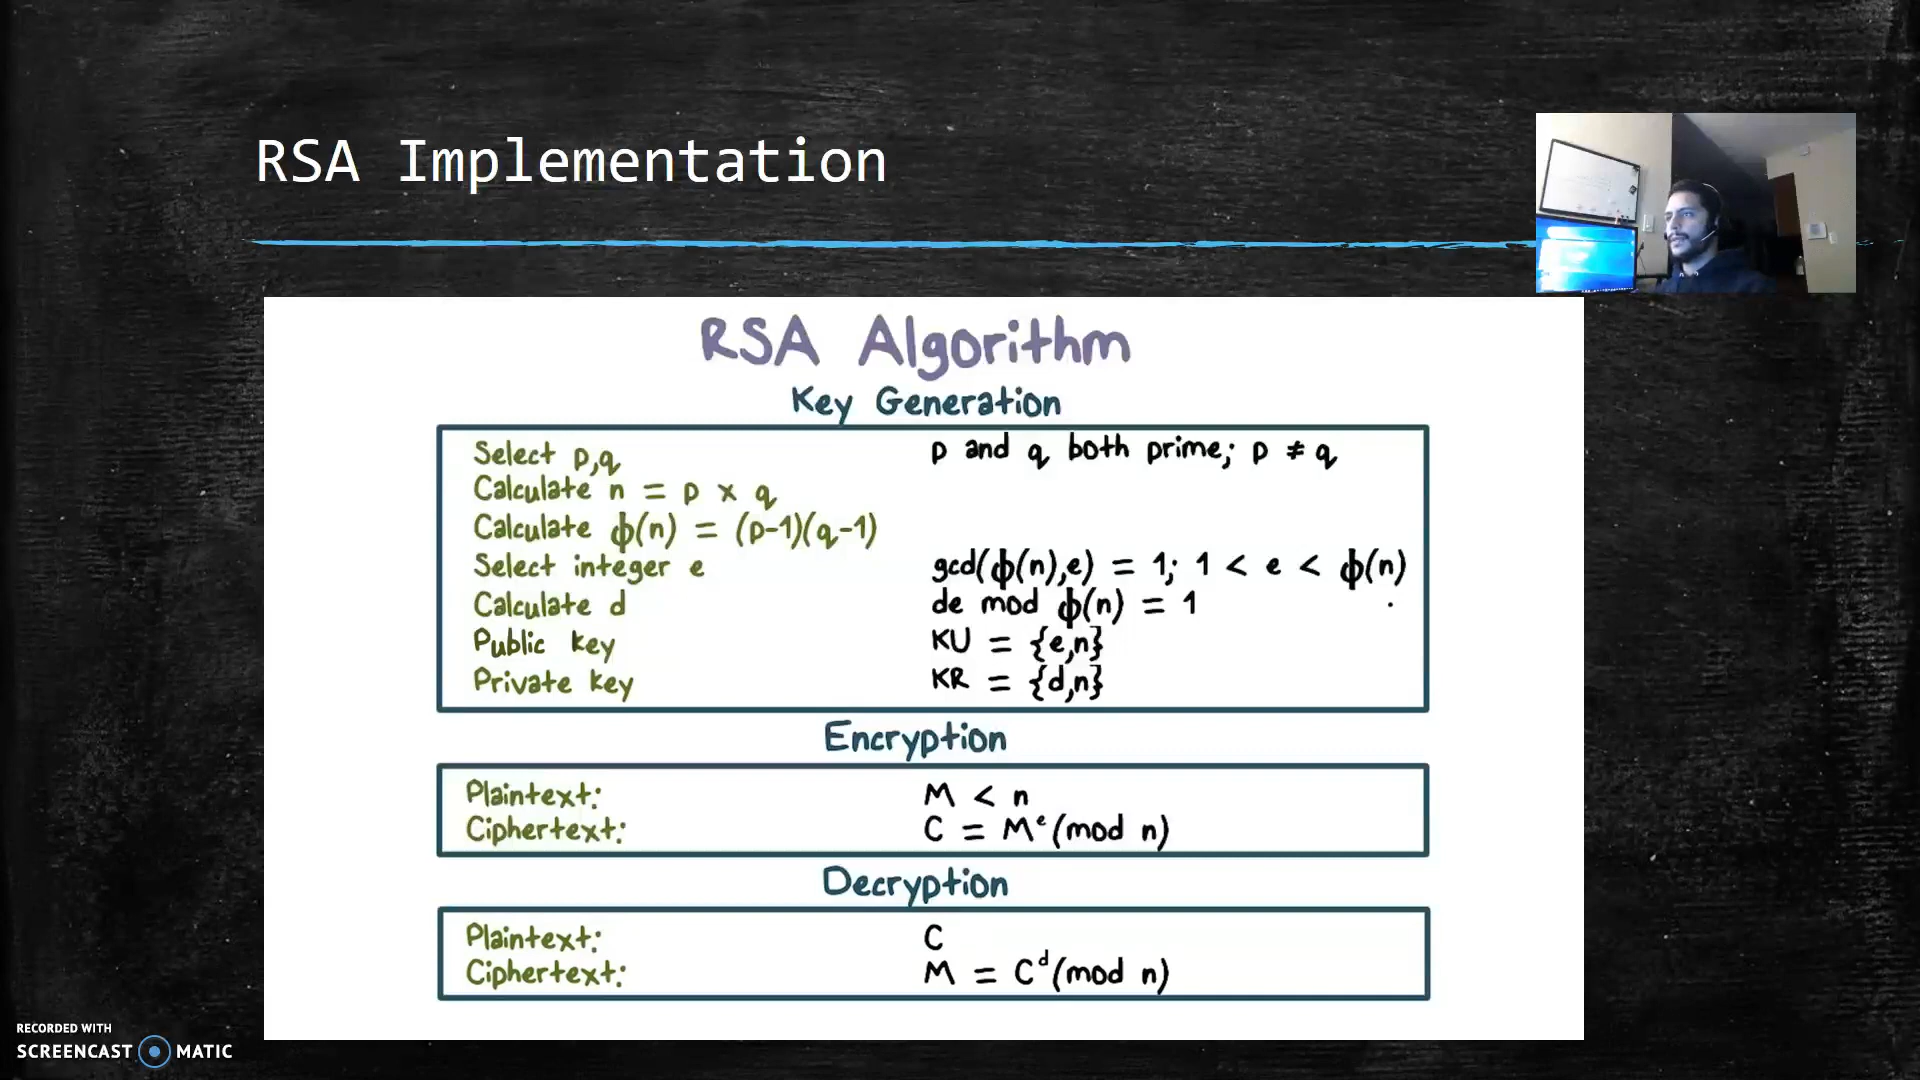 RSA Implementation
RSA Algorithm
Key Generation
Select p,q p and q both prime; p ≠ q
Calculate n = p x q
Calculate ϕ(n) = (p-1)(q-1)
Select integer e gcd(ϕ(n),e) = 1; 1 < e < ϕ(n)
Calculate d de mod ϕ(n) = 1
Public key KU = {e,n}
Private key KR = {d,n}
Encryption
Plaintext: M < n
Ciphertext: C = Mᵉ (mod n)
Decryption
Plaintext: C
Ciphertext: M = Cᵈ (mod n)
RECORDED WITH
SCREENCAST MATIC